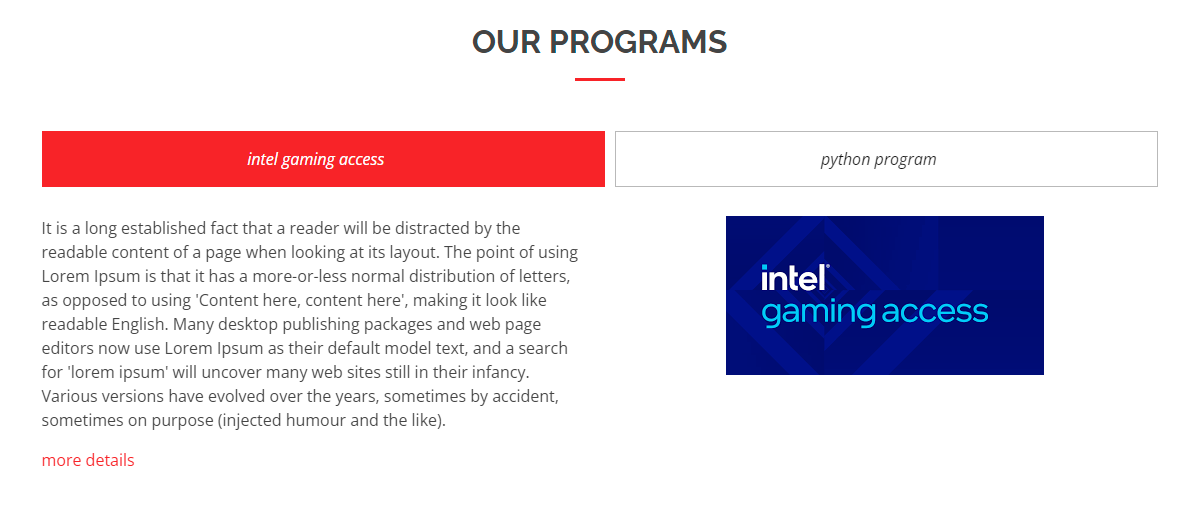 OUR PROGRAMS
intel gaming access
python program
It is a long established fact that a reader will be distracted by the
readable content of a page when looking at its layout. The point of using
Lorem Ipsum is that it has a more-or-less normal distribution of letters,
as opposed to using 'Content here, content here', making it look like
readable English. Many desktop publishing packages and web page
editors now use Lorem Ipsum as their default model text, and a search
for 'lorem ipsum' will uncover many web sites still in their infancy.
Various versions have evolved over the years, sometimes by accident,
sometimes on purpose (injected humour and the like).
more details
intel®
gaming access